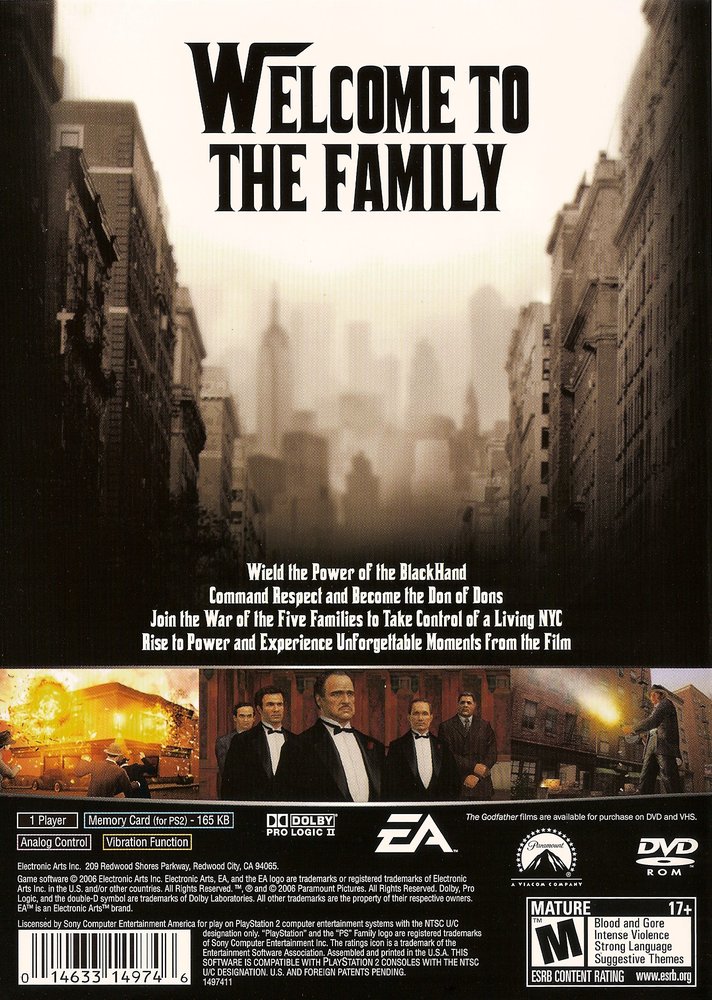 WELCOME TO
THE FAMILY
Wield the Power of the BlackHand
Command Respect and Become the Don of Dons
Join the War of the Five Families to Take Control of a Living NYC
Rise to Power and Experience Unforgettable Moments from the Film
1 Player
Memory Card (for PS2) - 165 KB
Analog Control
Vibration Function
DOLBY
PRO LOGIC II
EA™
The Godfather films are available for purchase on DVD and VHS.
Paramount
A VIACOM COMPANY
DVD
ROM
Electronic Arts Inc. 209 Redwood Shores Parkway, Redwood City, CA 94065.
Game software © 2006 Electronic Arts Inc. Electronic Arts, EA, and the EA logo are trademarks or registered trademarks of Electronic
Arts Inc. in the U.S. and/or other countries. All Rights Reserved. ™, ® and © 2006 Paramount Pictures. All Rights Reserved. Dolby, Pro
Logic, and the double-D symbol are trademarks of Dolby Laboratories. All other trademarks are the property of their respective owners.
EA™ is an Electronic Arts™ brand.
Licensed by Sony Computer Entertainment America for play on PlayStation 2 computer entertainment systems with the NTSC U/C
designation only. "PlayStation" and the "PS" Family logo are registered trademarks
of Sony Computer Entertainment Inc. The ratings icon is a trademark of the
Entertainment Software Association. Assembled and printed in the U.S.A. THIS
SOFTWARE IS COMPATIBLE WITH PLAYSTATION 2 CONSOLES WITH THE NTSC
U/C DESIGNATION. U.S. AND FOREIGN PATENTS PENDING.
1497411
0 14633 14974 6
MATURE 17+
™
M
Blood and Gore
Intense Violence
Strong Language
Suggestive Themes
ESRB CONTENT RATING www.esrb.org